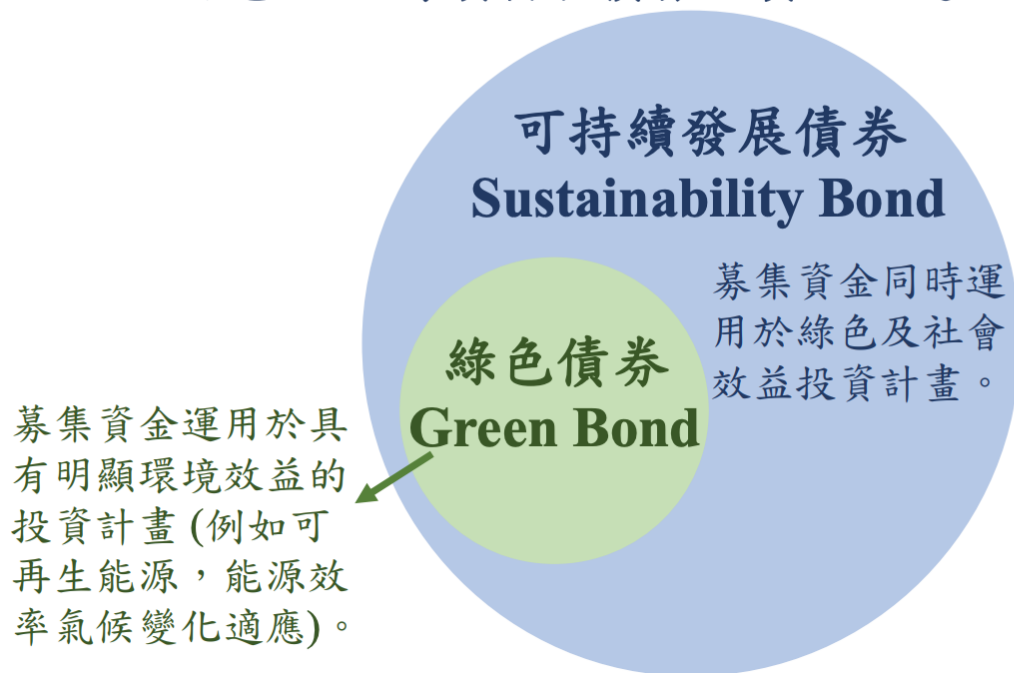 可持續發展債券
Sustainability Bond
募集資金同時運
用於綠色及社會
效益投資計畫。
綠色債券
Green Bond
募集資金運用於具
有明顯環境效益的
投資計畫(例如可
再生能源，能源效
率氣候變化適應)。